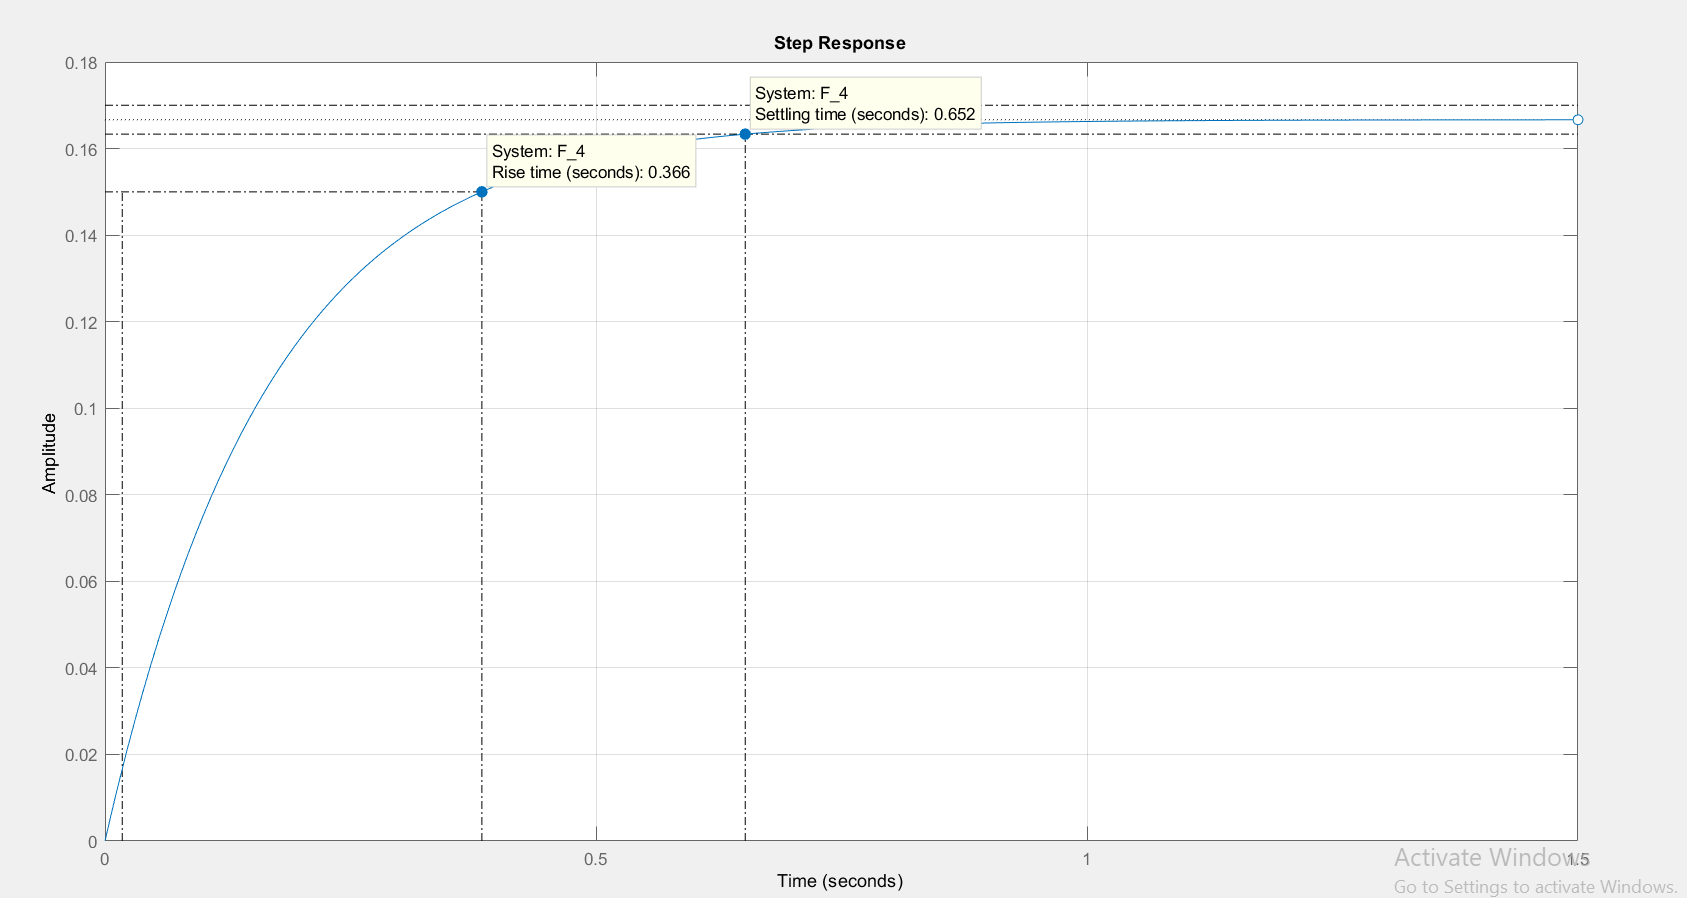 Step Response
0.18
System: F_4
Settling time (seconds): 0.652
0.16
System: F_4
Rise time (seconds): 0.366
0.14
0.12
0.1
0.08
0.06
0.04
0.02
0
Amplitude
0
0.5
1
1.5
Time (seconds)
Activate Windows
Go to Settings to activate Windows.